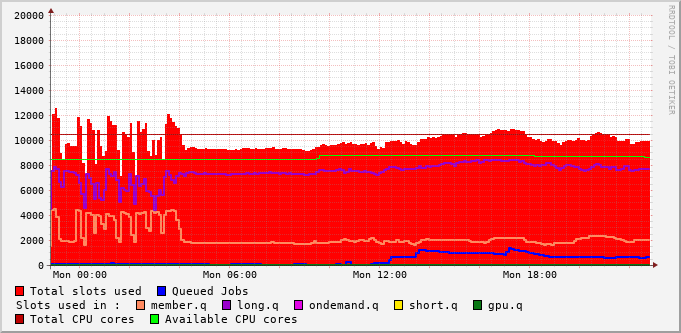 20000
18000
16000
14000
12000
10000
8000
6000
4000
2000
0
Mon 00:00 Mon 06:00 Mon 12:00 Mon 18:00
RRDTOOL / TOBI OETIKER
Total slots used Queued Jobs
Slots used in : member.q long.q ondemand.q short.q gpu.q
Total CPU cores Available CPU cores